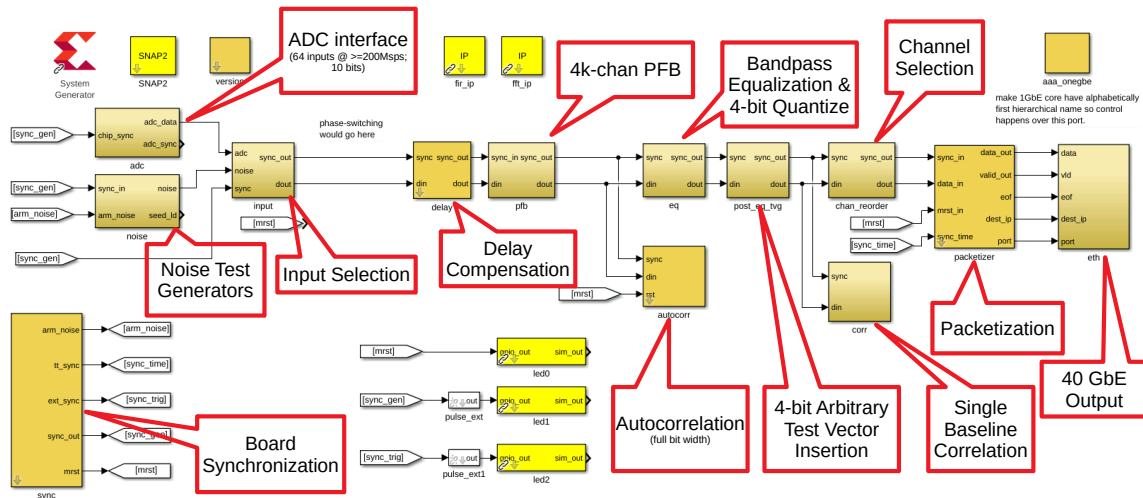 System
Generator
SNAP2
SNAP2
version
ADC interface
(64 inputs @ >=200Msps;
10 bits)
IP
fir_ip
IP
fft_ip
4k-chan PFB
Bandpass
Equalization &
4-bit Quantize
Channel
Selection
aaa_onegbe
make 1GbE core have alphabetically
first hierarchical name so control
happens over this port.
phase-switching
would go here
[sync_gen]
chip_sync
adc_data
adc_sync
adc
[sync_gen]
[arm_noise]
sync_in
arm_noise
noise
seed_ld
noise
[sync_gen]
adc
noise
sync
sync_out
dout
input
[mrst]
sync
din
sync_out
dout
delay
sync_in
din
sync_out
dout
pfb
sync
din
sync_out
dout
eq
sync
din
sync_out
dout
post_eq_tvg
sync
din
sync_out
dout
chan_reorder
[mrst]
[sync_time]
sync_in
data_in
mrst_in
sync_time
data_out
valid_out
eof
dest_ip
port
packetizer
data
vld
eof
dest_ip
port
eth
Noise Test
Generators
Input Selection
Delay
Compensation
[mrst]
sync
din
rst
autocorr
sync
din
corr
Packetization
40 GbE
Output
arm_noise
tt_sync
ext_sync
sync_out
mrst
sync
[arm_noise]
[sync_time]
[sync_trig]
[sync_gen]
[mrst]
Board
Synchronization
[mrst]
gpio_out
sim_out
led0
[sync_gen]
out
pulse_ext
gpio_out
sim_out
led1
[sync_trig]
out
pulse_ext1
gpio_out
sim_out
led2
Autocorrelation
(full bit width)
4-bit Arbitrary
Test Vector
Insertion
Single
Baseline
Correlation